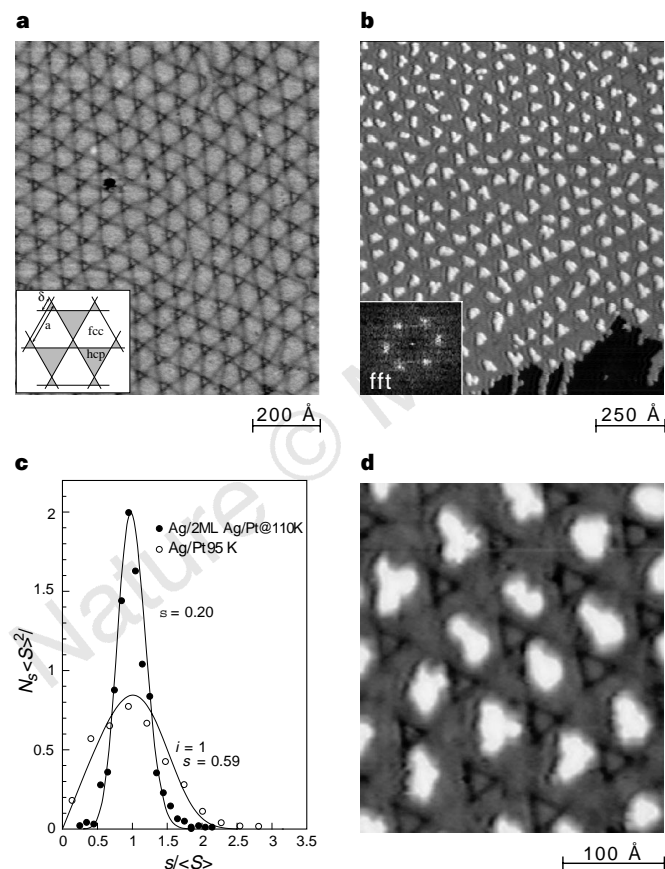 a
δ
a
fcc
hcp
200 Å
b
fft
250 Å
c
N_s <S>²/
2
1.5
1
0.5
0
Ag/2ML Ag/Pt@110K
Ag/Pt95 K
s = 0.20
i = 1
s = 0.59
0 0.5 1 1.5 2 2.5 3 3.5
s/<S>
d
100 Å
Nature © M